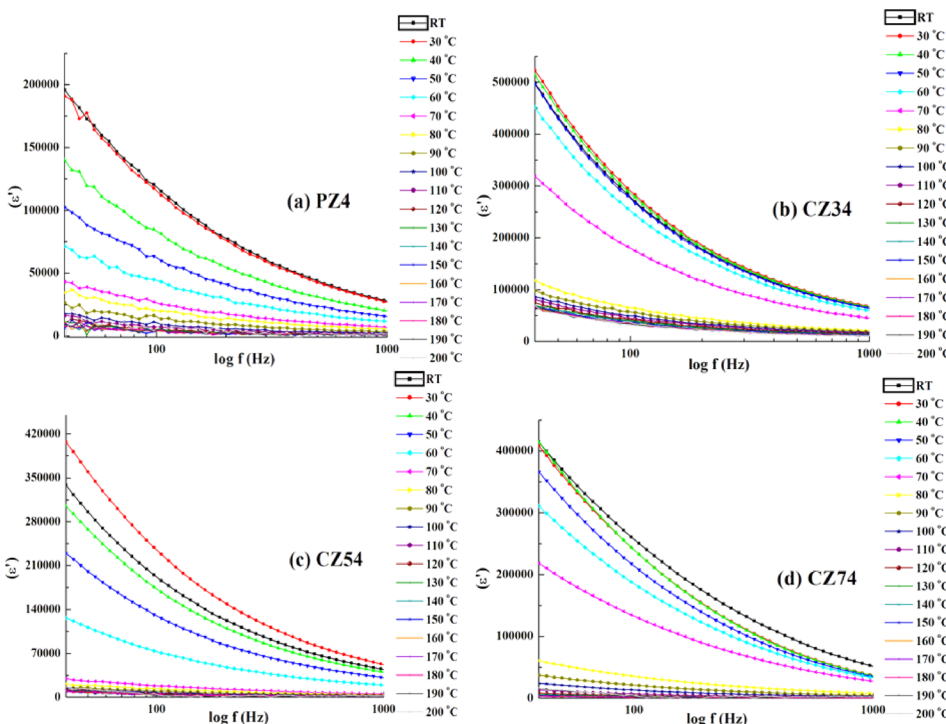 RT
30 °C
40 °C
50 °C
60 °C
70 °C
80 °C
90 °C
100 °C
110 °C
120 °C
130 °C
140 °C
150 °C
160 °C
170 °C
180 °C
190 °C
200 °C
200000
150000
100000
50000
0
(ε')
(a) PZ4
100
1000
log f (Hz)
RT
30 °C
40 °C
50 °C
60 °C
70 °C
80 °C
90 °C
100 °C
110 °C
120 °C
130 °C
140 °C
150 °C
160 °C
170 °C
180 °C
190 °C
200 °C
500000
400000
300000
200000
100000
0
(ε')
(b) CZ34
100
1000
log f (Hz)
RT
30 °C
40 °C
50 °C
60 °C
70 °C
80 °C
90 °C
100 °C
110 °C
120 °C
130 °C
140 °C
150 °C
160 °C
170 °C
180 °C
190 °C
200 °C
420000
350000
280000
210000
140000
70000
0
(ε')
(c) CZ54
100
1000
log f (Hz)
RT
30 °C
40 °C
50 °C
60 °C
70 °C
80 °C
90 °C
100 °C
110 °C
120 °C
130 °C
140 °C
150 °C
160 °C
170 °C
180 °C
190 °C
200 °C
400000
300000
200000
100000
0
(ε')
(d) CZ74
100
1000
log f (Hz)